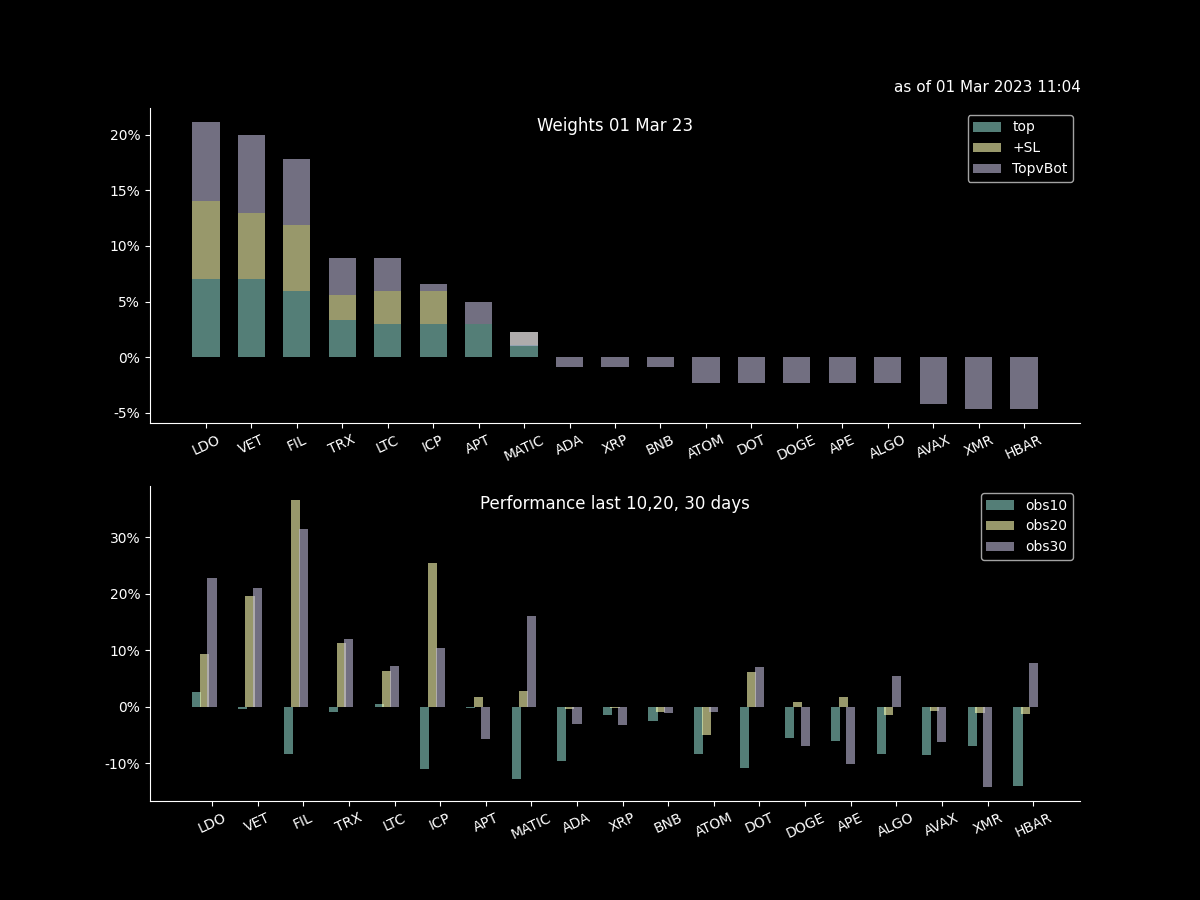 as of 01 Mar 2023 11:04
Weights 01 Mar 23
top
+SL
TopvBot
20%
15%
10%
5%
0%
-5%
LDO VET FIL TRX LTC ICP APT MATIC ADA XRP BNB ATOM DOT DOGE APE ALGO AVAX XMR HBAR
Performance last 10,20, 30 days
obs10
obs20
obs30
30%
20%
10%
0%
-10%
LDO VET FIL TRX LTC ICP APT MATIC ADA XRP BNB ATOM DOT DOGE APE ALGO AVAX XMR HBAR